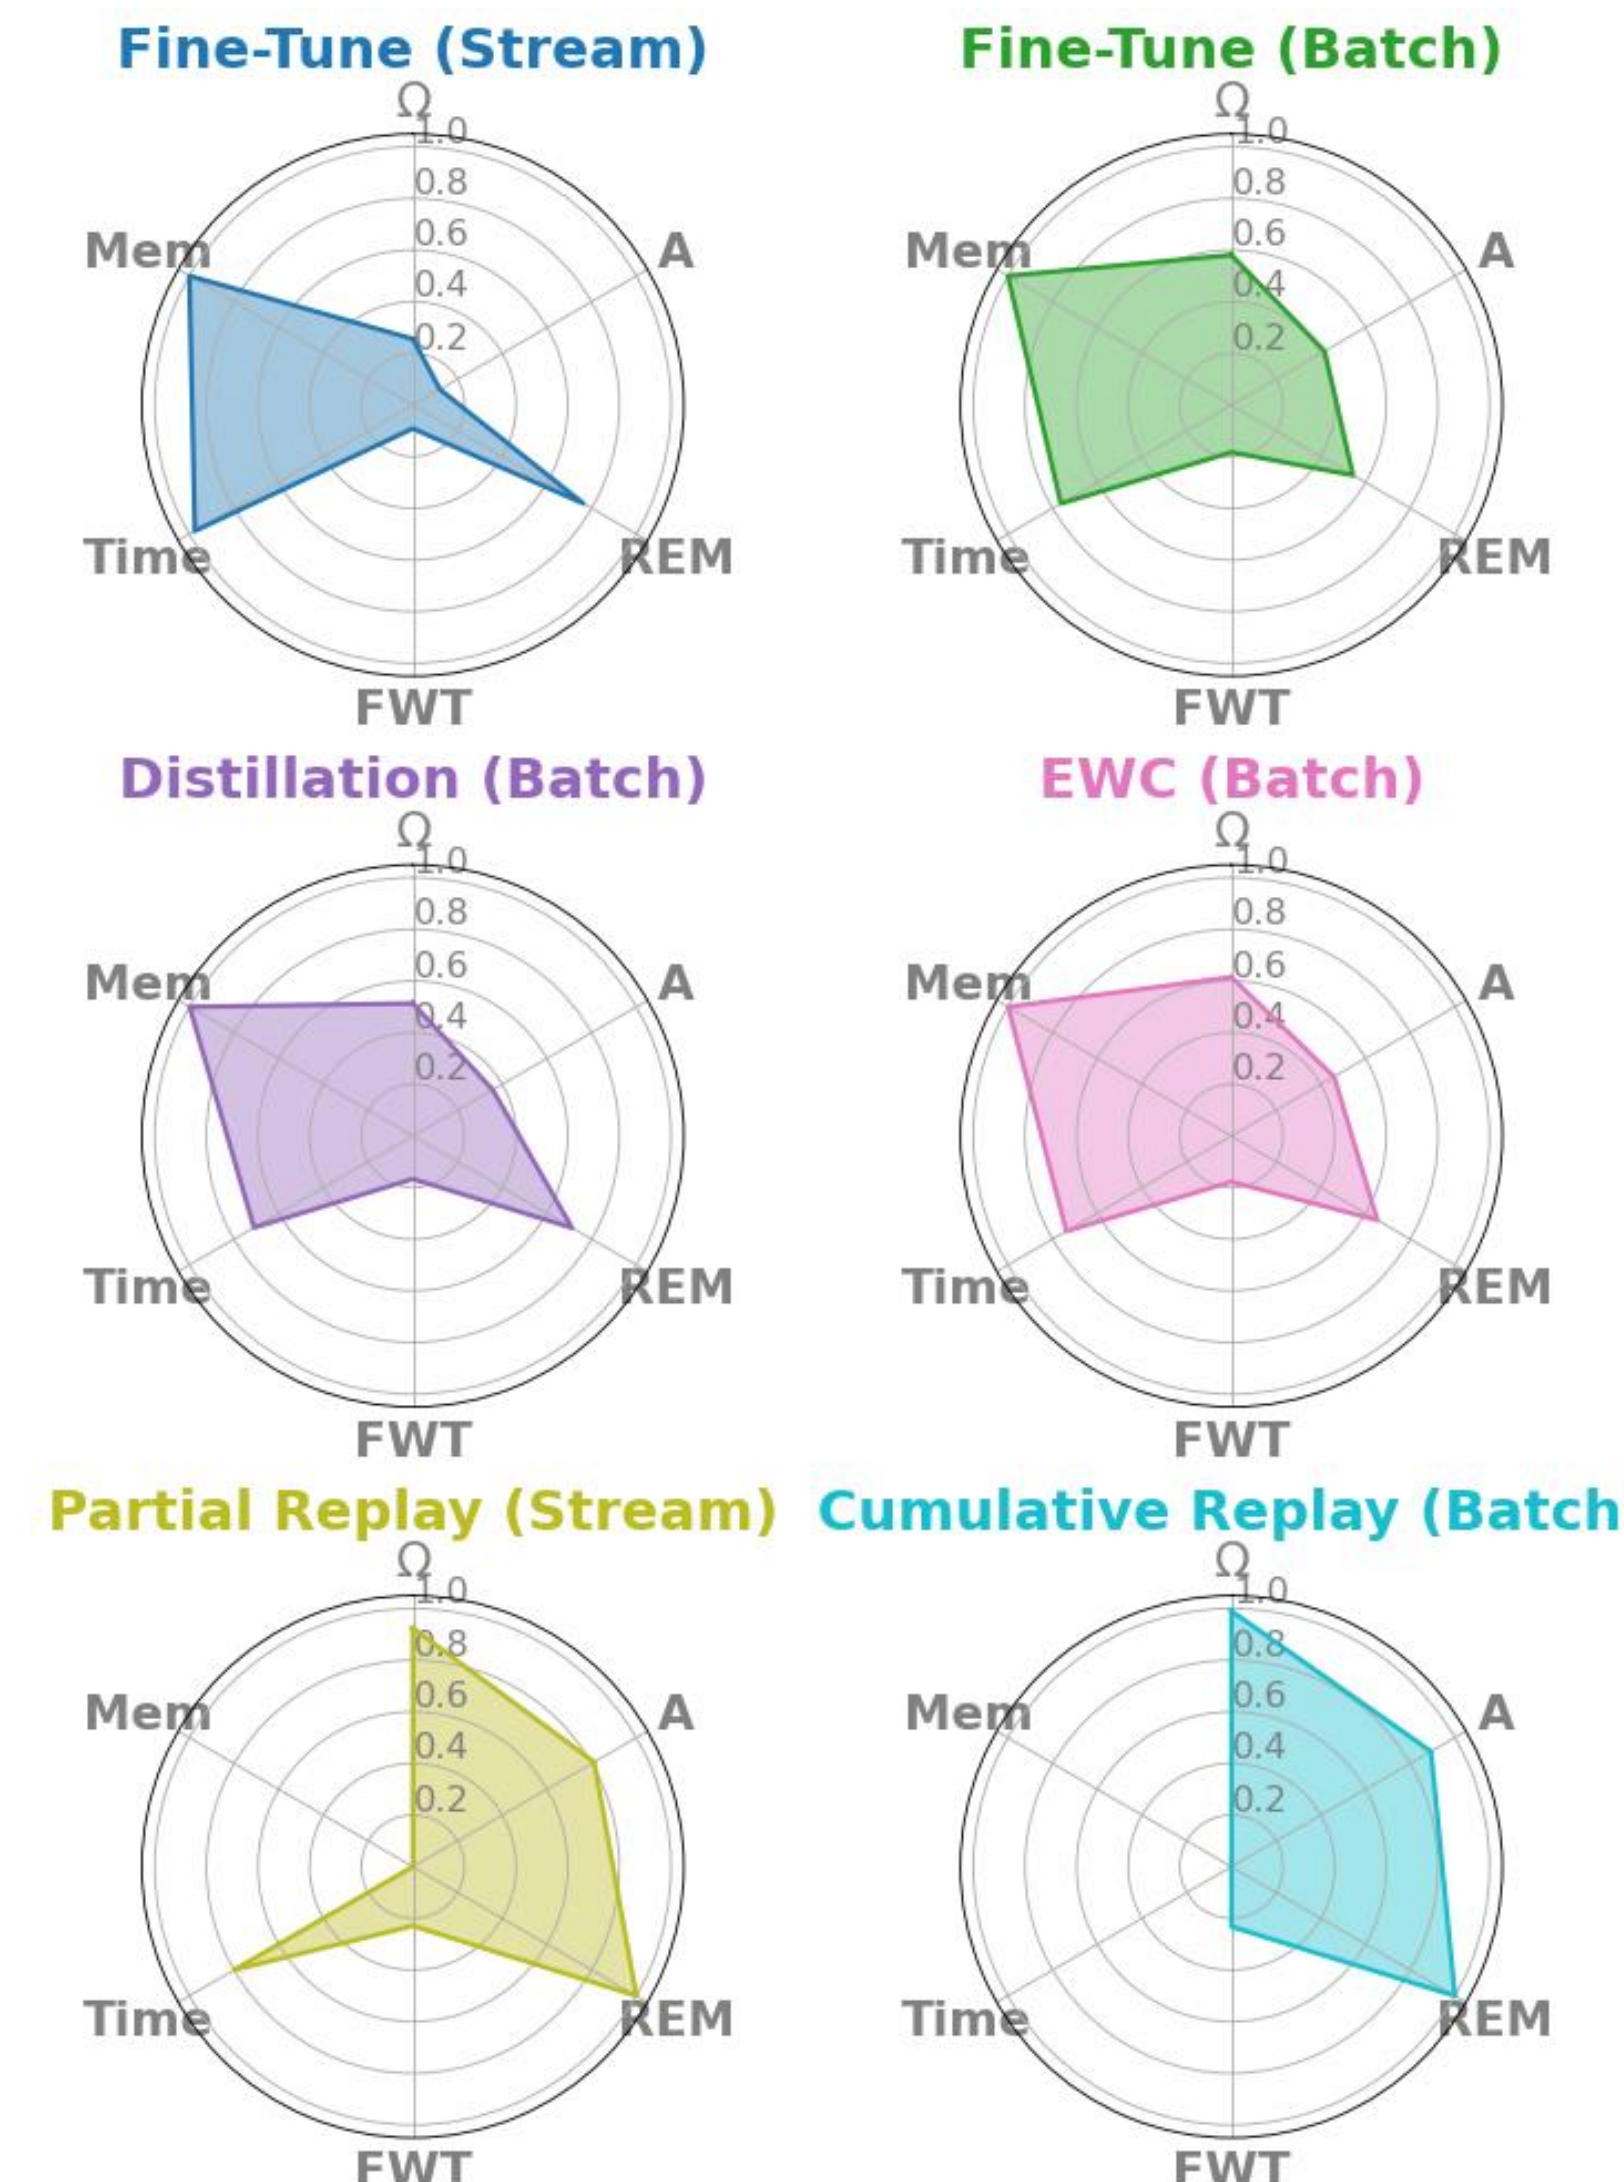 Fine-Tune (Stream)
Ω
1.0
0.8
0.6
0.4
0.2
Mem
A
Time
REM
FWT
Fine-Tune (Batch)
Ω
1.0
0.8
0.6
0.4
0.2
Mem
A
Time
REM
FWT
Distillation (Batch)
Ω
1.0
0.8
0.6
0.4
0.2
Mem
A
Time
REM
FWT
EWC (Batch)
Ω
1.0
0.8
0.6
0.4
0.2
Mem
A
Time
REM
FWT
Partial Replay (Stream)
Ω
1.0
0.8
0.6
0.4
0.2
Mem
A
Time
REM
FWT
Cumulative Replay (Batch
Ω
1.0
0.8
0.6
0.4
0.2
Mem
A
Time
REM
FWT